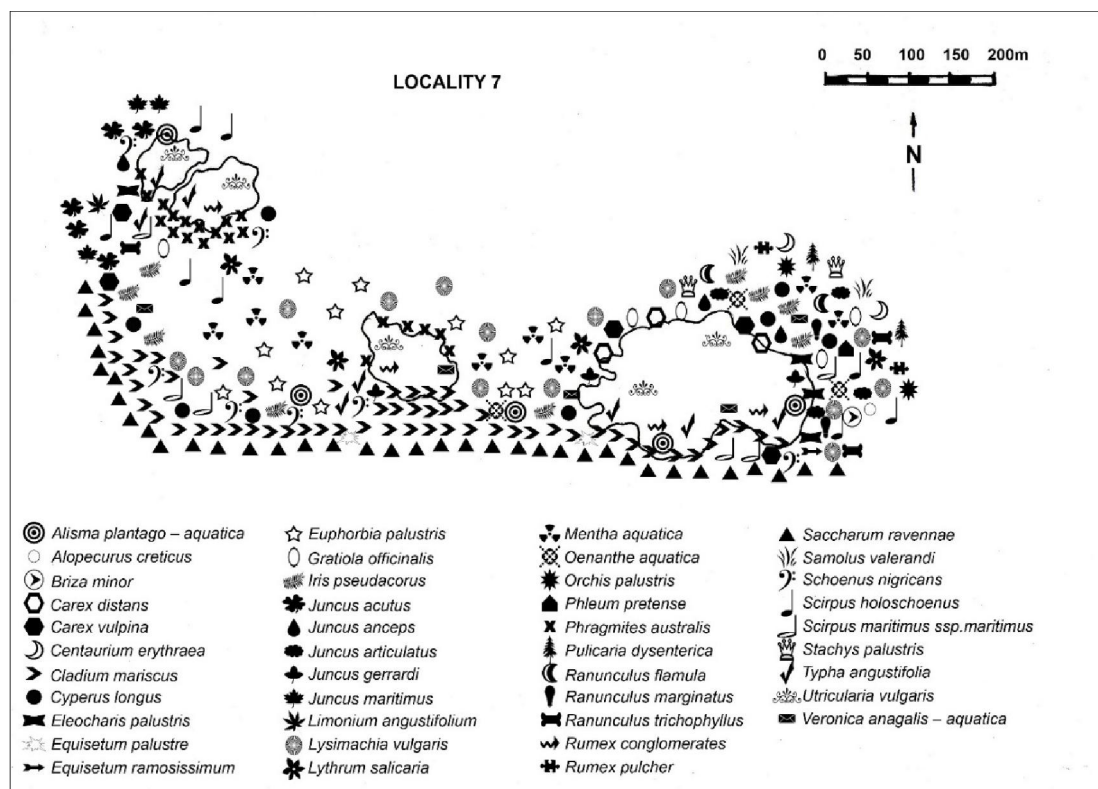 0 50 100 150 200m
LOCALITY 7
N
Alisma plantago – aquatica
Alopecurus creticus
Briza minor
Carex distans
Carex vulpina
Centaurium erythraea
Cladium mariscus
Cyperus longus
Eleocharis palustris
Equisetum palustre
Equisetum ramosissimum
Euphorbia palustris
Gratiola officinalis
Iris pseudacorus
Juncus acutus
Juncus anceps
Juncus articulatus
Juncus gerrardi
Juncus maritimus
Limonium angustifolium
Lysimachia vulgaris
Lythrum salicaria
Mentha aquatica
Oenanthe aquatica
Orchis palustris
Phleum pretense
Phragmites australis
Pulicaria dysenterica
Ranunculus flamula
Ranunculus marginatus
Ranunculus trichophyllus
Rumex conglomerates
Rumex pulcher
Saccharum ravennae
Samolus valerandi
Schoenus nigricans
Scirpus holoschoenus
Scirpus maritimus ssp.maritimus
Stachys palustris
Typha angustifolia
Utricularia vulgaris
Veronica anagalis – aquatica